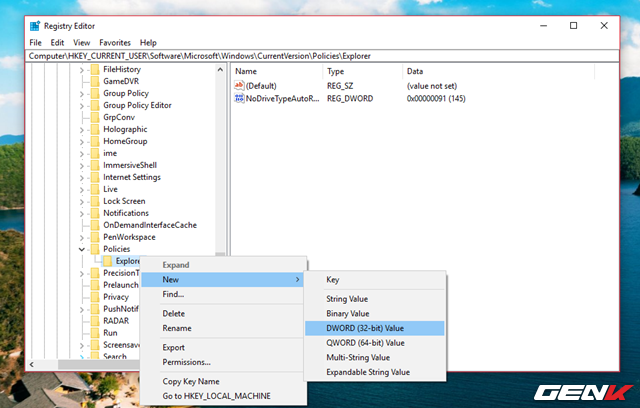 Registry Editor
File Edit View Favorites Help
Computer\HKEY_CURRENT_USER\Software\Microsoft\Windows\CurrentVersion\Policies\Explorer
FileHistory
GameDVR
Group Policy
Group Policy Editor
GrpConv
Holographic
HomeGroup
ime
ImmersiveShell
Internet Settings
Live
Lock Screen
Notifications
OnDemandInterfaceCache
PenWorkspace
Policies
Explorer
PrecisionT
Prelaunch
Privacy
PushNotifi
RADAR
Run
Screensave
Search
Name Type Data
(Default) REG_SZ (value not set)
NoDriveTypeAutoR... REG_DWORD 0x00000091 (145)
Expand
New
Find...
Delete
Rename
Export
Permissions...
Copy Key Name
Go to HKEY_LOCAL_MACHINE
Key
String Value
Binary Value
DWORD (32-bit) Value
QWORD (64-bit) Value
Multi-String Value
Expandable String Value
GENK